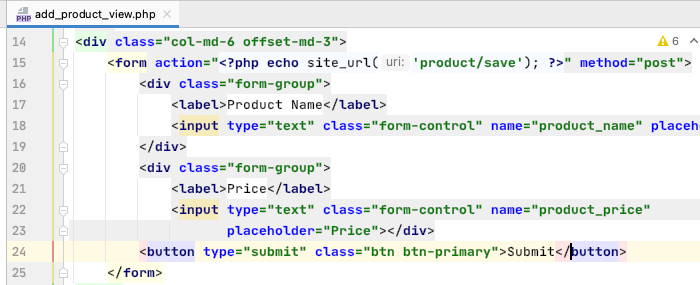 add_product_view.php
14 <div class="col-md-6 offset-md-3"> 6
15 <form action="<?php echo site_url( uri: 'product/save'); ?>" method="post">
16 <div class="form-group">
17 <label>Product Name</label>
18 <input type="text" class="form-control" name="product_name" placeho
19 </div>
20 <div class="form-group">
21 <label>Price</label>
22 <input type="text" class="form-control" name="product_price"
23 placeholder="Price"></div>
24 <button type="submit" class="btn btn-primary">Submit</button>
25 </form>